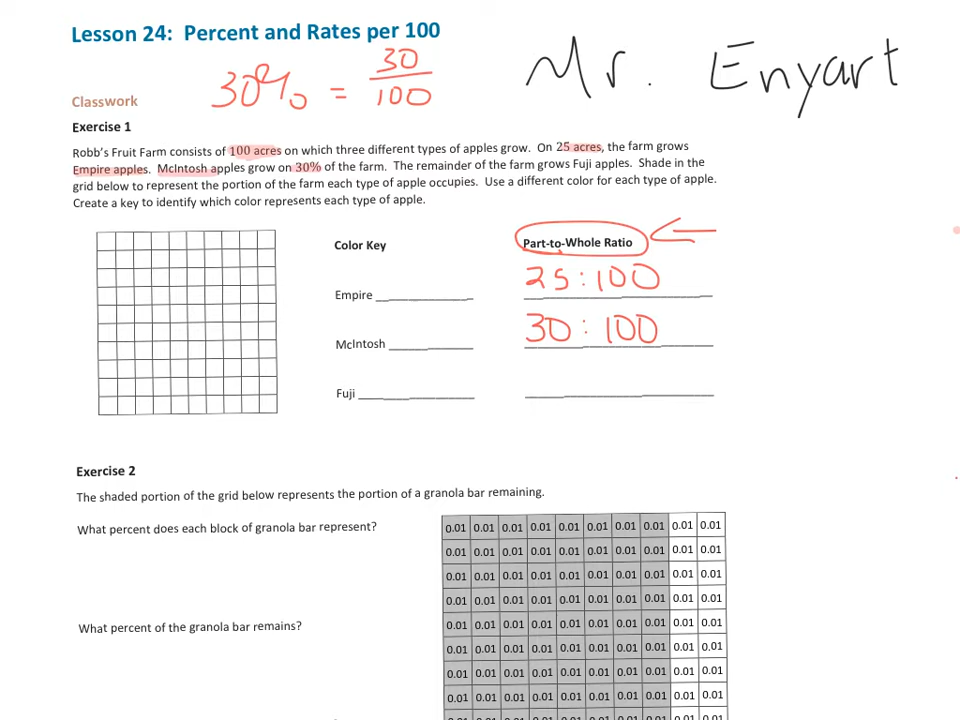 Lesson 24: Percent and Rates per 100
30% = 30/100
Mr. Enyart
Classwork
Exercise 1
Robb's Fruit Farm consists of 100 acres on which three different types of apples grow. On 25 acres, the farm grows
Empire apples. McIntosh apples grow on 30% of the farm. The remainder of the farm grows Fuji apples. Shade in the
grid below to represent the portion of the farm each type of apple occupies. Use a different color for each type of apple.
Create a key to identify which color represents each type of apple.
Color Key Part-to-Whole Ratio
Empire ______________ 25:100
McIntosh ____________ 30:100
Fuji ________________
Exercise 2
The shaded portion of the grid below represents the portion of a granola bar remaining.
What percent does each block of granola bar represent?
What percent of the granola bar remains?
0.01 0.01 0.01 0.01 0.01 0.01 0.01 0.01 0.01 0.01
0.01 0.01 0.01 0.01 0.01 0.01 0.01 0.01 0.01 0.01
0.01 0.01 0.01 0.01 0.01 0.01 0.01 0.01 0.01 0.01
0.01 0.01 0.01 0.01 0.01 0.01 0.01 0.01 0.01 0.01
0.01 0.01 0.01 0.01 0.01 0.01 0.01 0.01 0.01 0.01
0.01 0.01 0.01 0.01 0.01 0.01 0.01 0.01 0.01 0.01
0.01 0.01 0.01 0.01 0.01 0.01 0.01 0.01 0.01 0.01
0.01 0.01 0.01 0.01 0.01 0.01 0.01 0.01 0.01 0.01